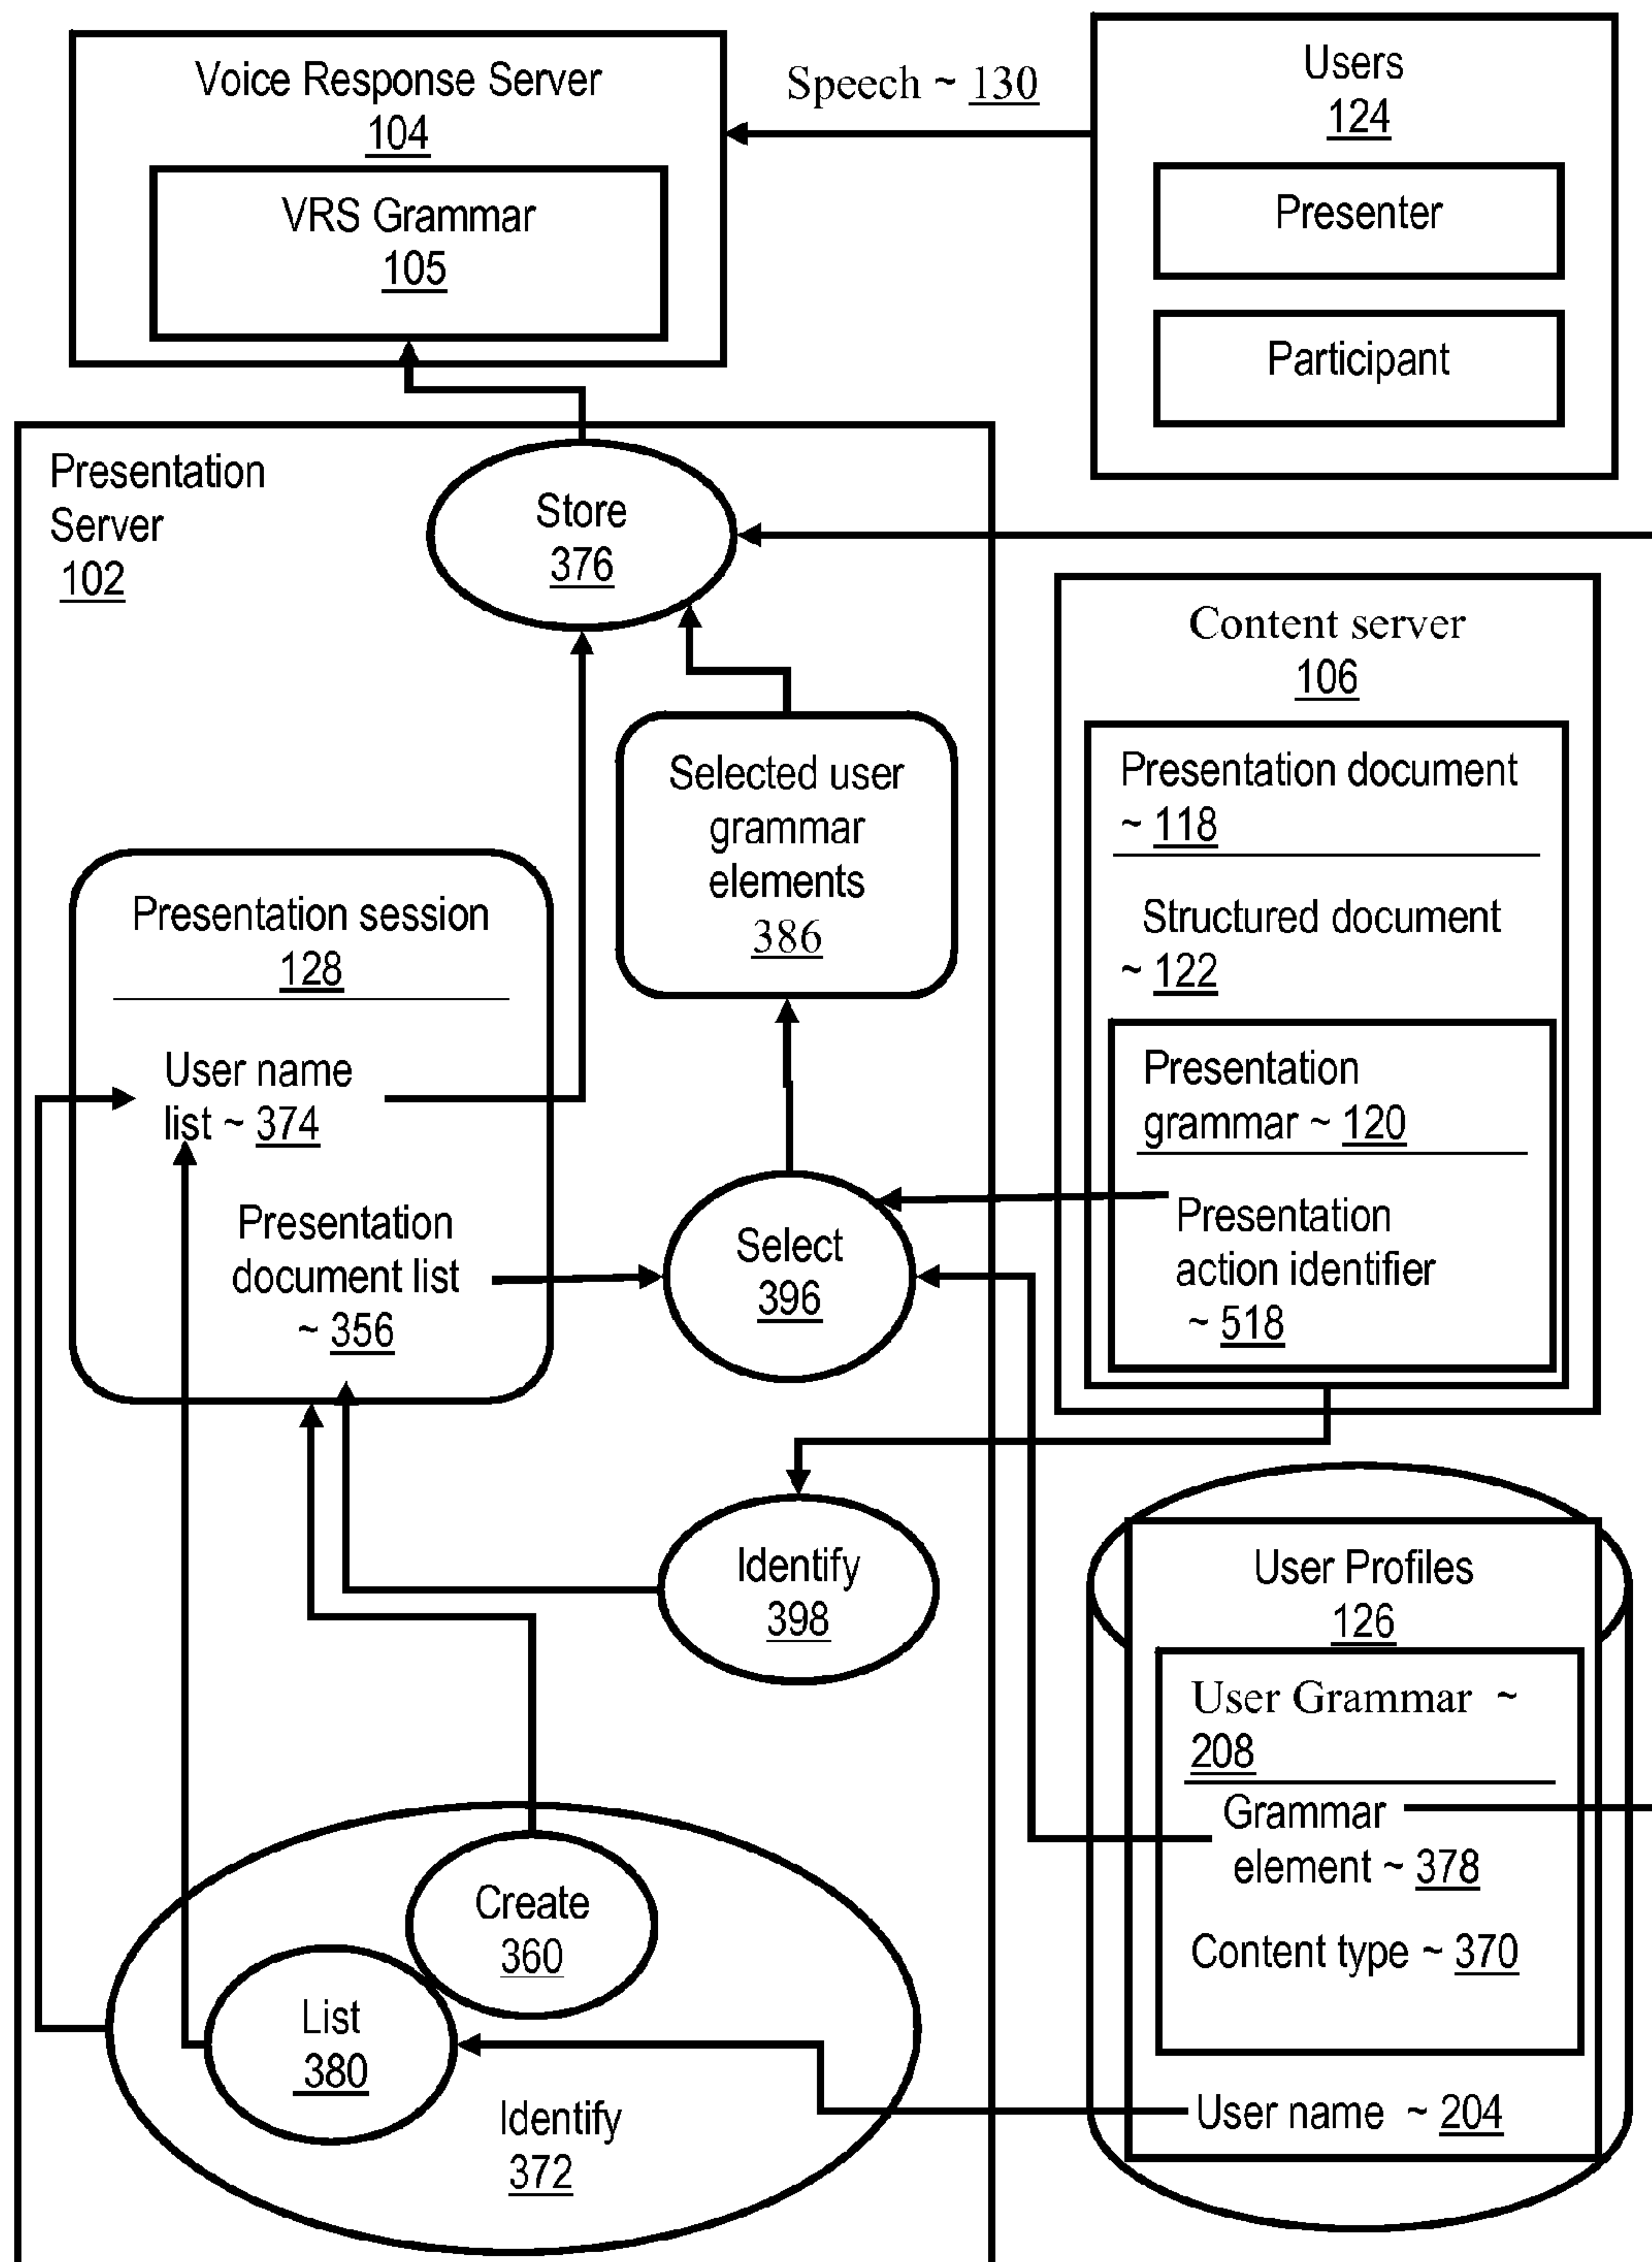 Voice Response Server
104
VRS Grammar
105
Speech ~ 130
Users
124
Presenter
Participant
Presentation
Server
102
Store
376
Content server
106
Presentation document
~ 118
Structured document
~ 122
Presentation
grammar ~ 120
Presentation
action identifier
~ 518
Selected user
grammar
elements
386
Presentation session
128
User name
list ~ 374
Presentation
document list
~ 356
Select
396
Identify
398
User Profiles
126
User Grammar ~
208
Grammar
element ~ 378
Content type ~ 370
User name ~ 204
Create
360
List
380
Identify
372